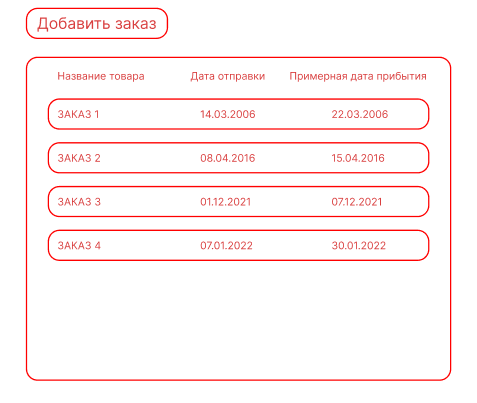 Добавить заказ
Название товара Дата отправки Примерная дата прибытия
ЗАКАЗ 1 14.03.2006 22.03.2006
ЗАКАЗ 2 08.04.2016 15.04.2016
ЗАКАЗ 3 01.12.2021 07.12.2021
ЗАКАЗ 4 07.01.2022 30.01.2022